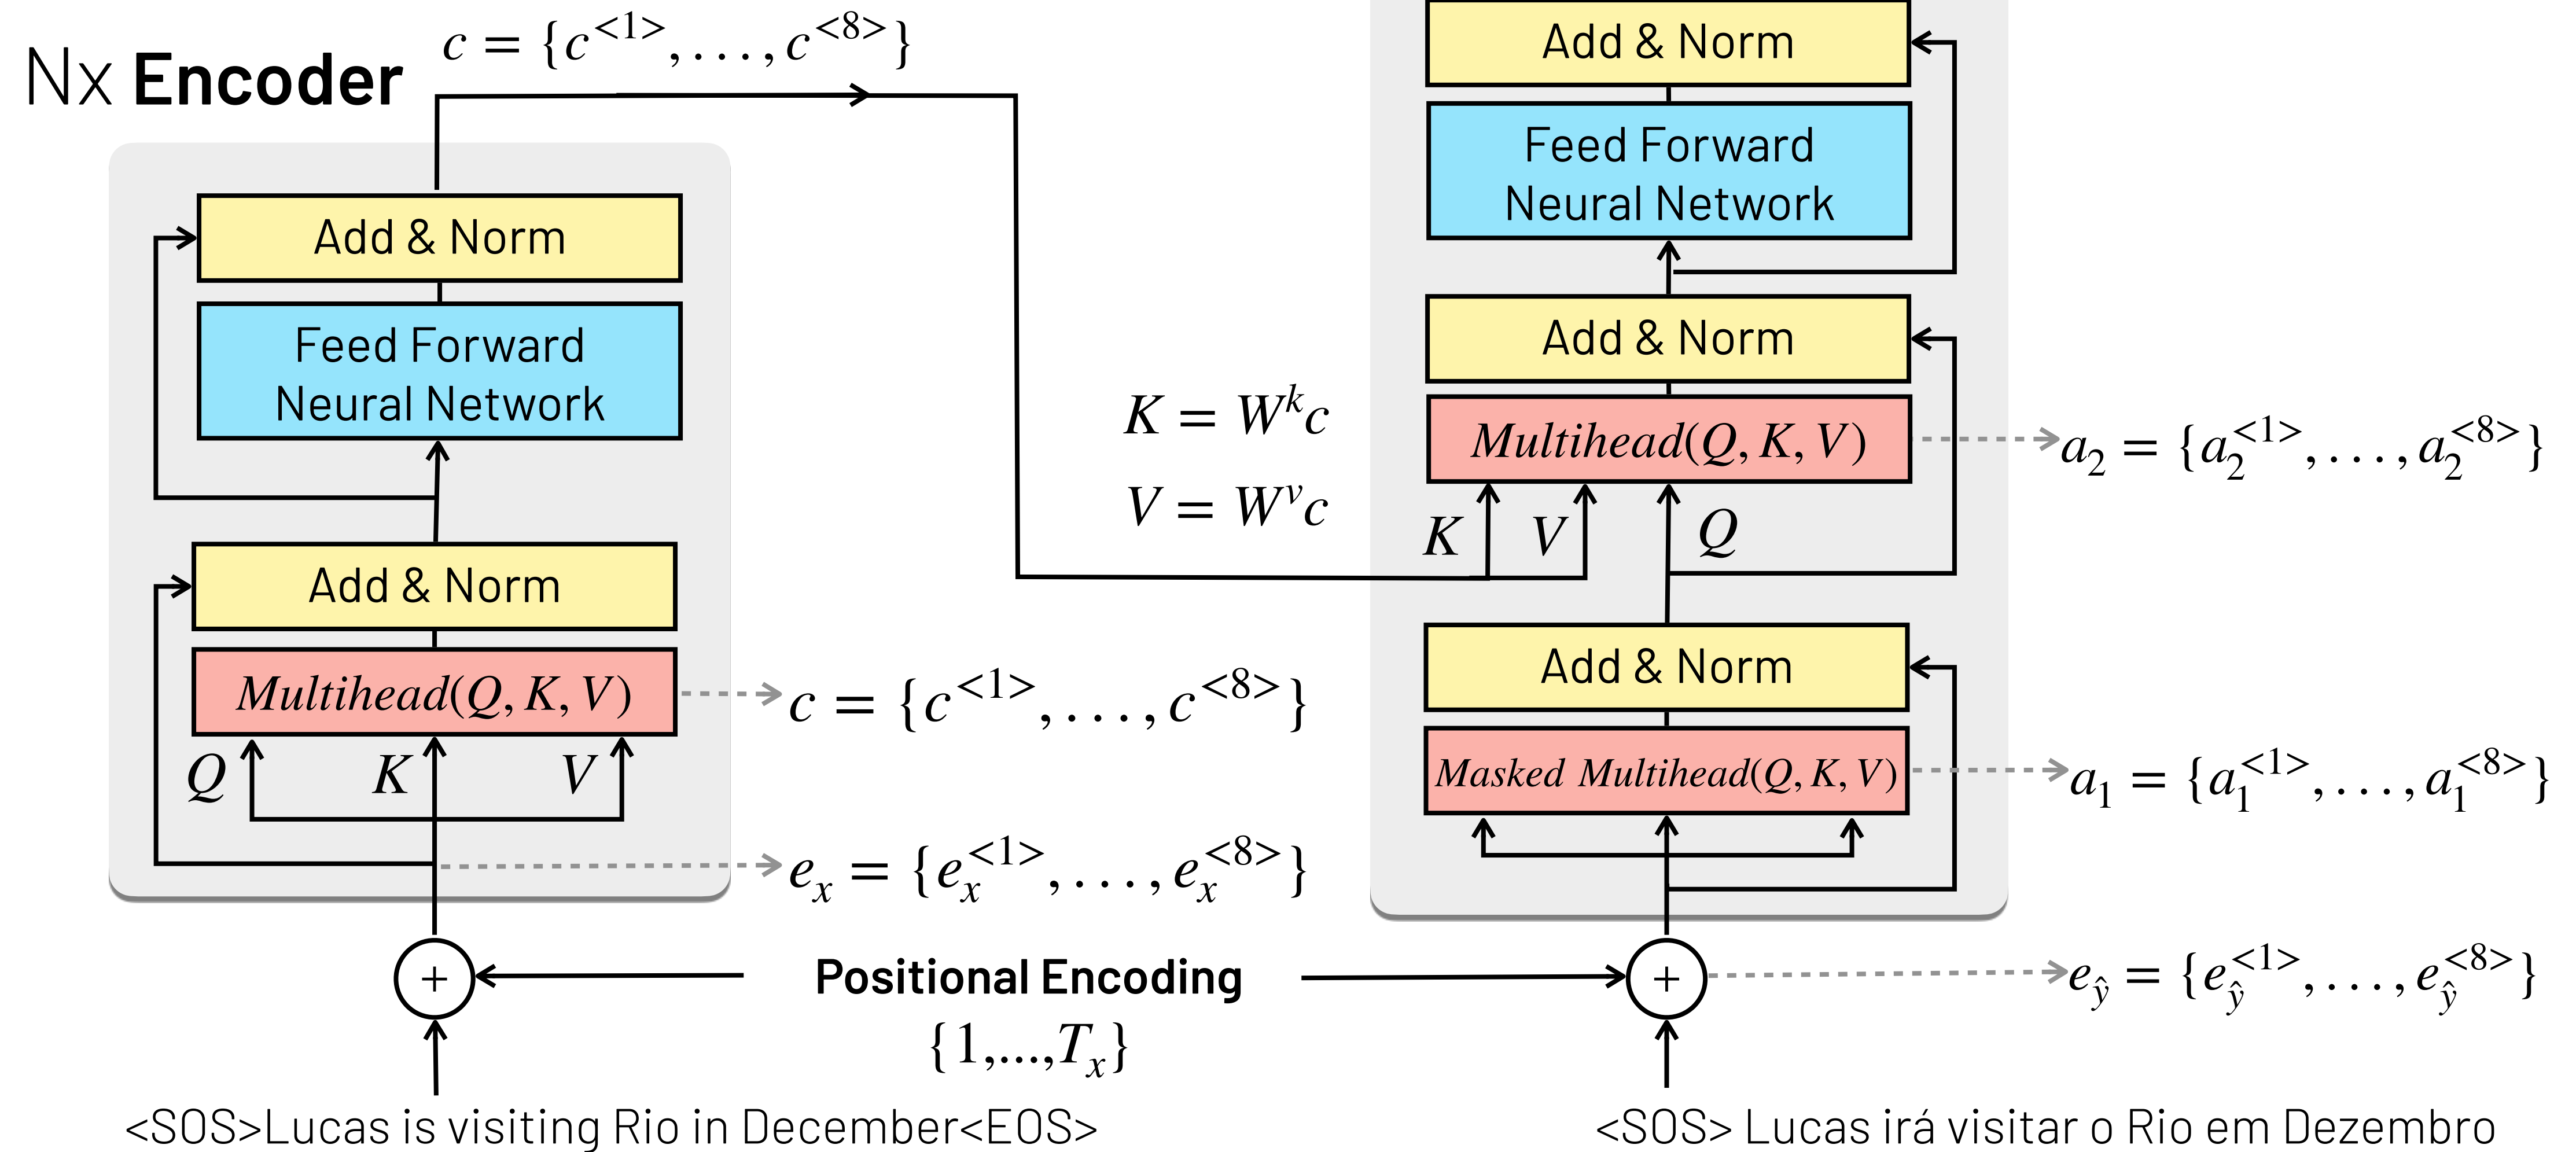 Nx Encoder
c = {c^{<1>}, . . . , c^{<8>}}
Add & Norm
Feed Forward
Neural Network
Add & Norm
Multihead(Q, K, V)
Q K V
c = {c^{<1>}, . . . , c^{<8>}}
e_x = {e_x^{<1>}, . . . , e_x^{<8>}}
+
<SOS>Lucas is visiting Rio in December<EOS>
Positional Encoding
{1,...,T_x}
K = W^k c
V = W^v c
Add & Norm
Feed Forward
Neural Network
Add & Norm
Multihead(Q, K, V)
a_2 = {a_2^{<1>}, . . . , a_2^{<8>}}
K V Q
Add & Norm
Masked Multihead(Q, K, V)
a_1 = {a_1^{<1>}, . . . , a_1^{<8>}}
+
e_ŷ = {e_ŷ^{<1>}, . . . , e_ŷ^{<8>}}
<SOS> Lucas irá visitar o Rio em Dezembro